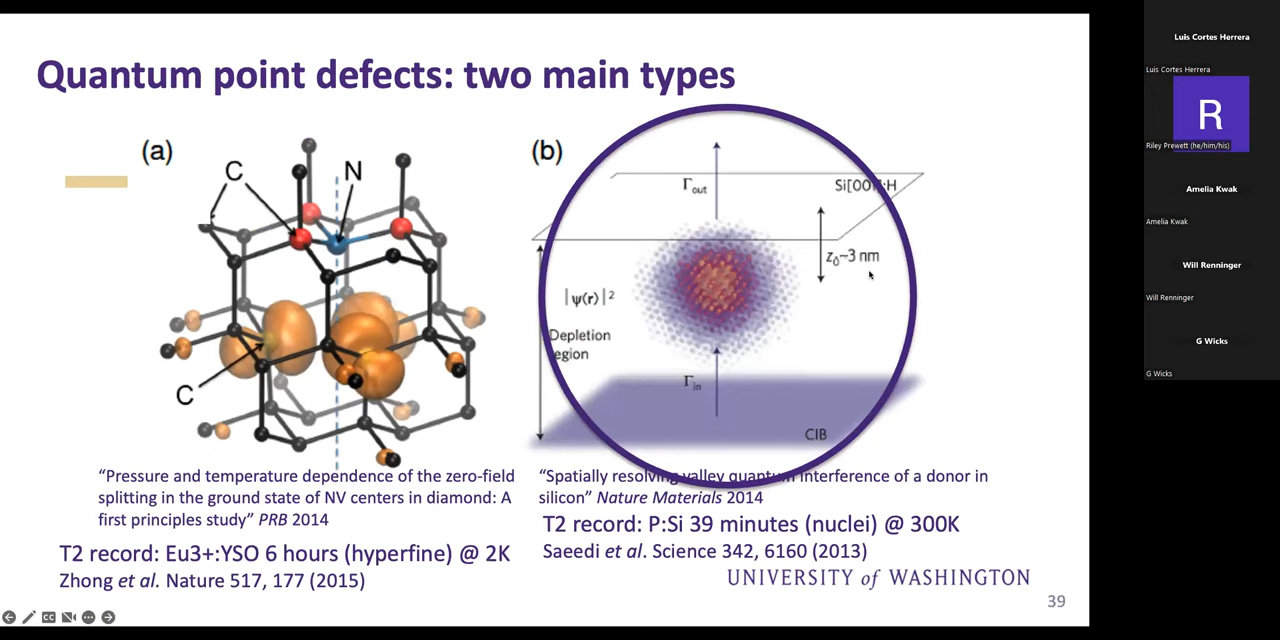 Quantum point defects: two main types
(a)
C
N
C
(b)
Γout
Si[001]:H
z0~3 nm
|ψ(r)|²
Depletion
region
Γin
CIB
"Pressure and temperature dependence of the zero-field
splitting in the ground state of NV centers in diamond: A
first principles study" PRB 2014
T2 record: Eu3+:YSO 6 hours (hyperfine) @ 2K
Zhong et al. Nature 517, 177 (2015)
"Spatially resolving valley quantum interference of a donor in
silicon" Nature Materials 2014
T2 record: P:Si 39 minutes (nuclei) @ 300K
Saeedi et al. Science 342, 6160 (2013)
UNIVERSITY of WASHINGTON
39
CC
Luis Cortes Herrera
Luis Cortes Herrera
R
Riley Prewett (he/him/his)
Amelia Kwak
Amelia Kwak
Will Renninger
Will Renninger
G Wicks
G Wicks